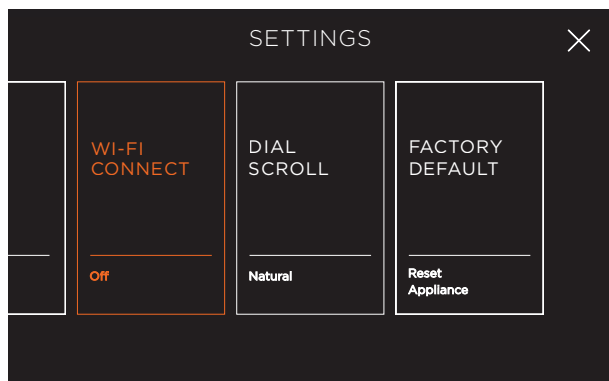 SETTINGS
WI-FI
CONNECT
Off
DIAL
SCROLL
Natural
FACTORY
DEFAULT
Reset
Appliance